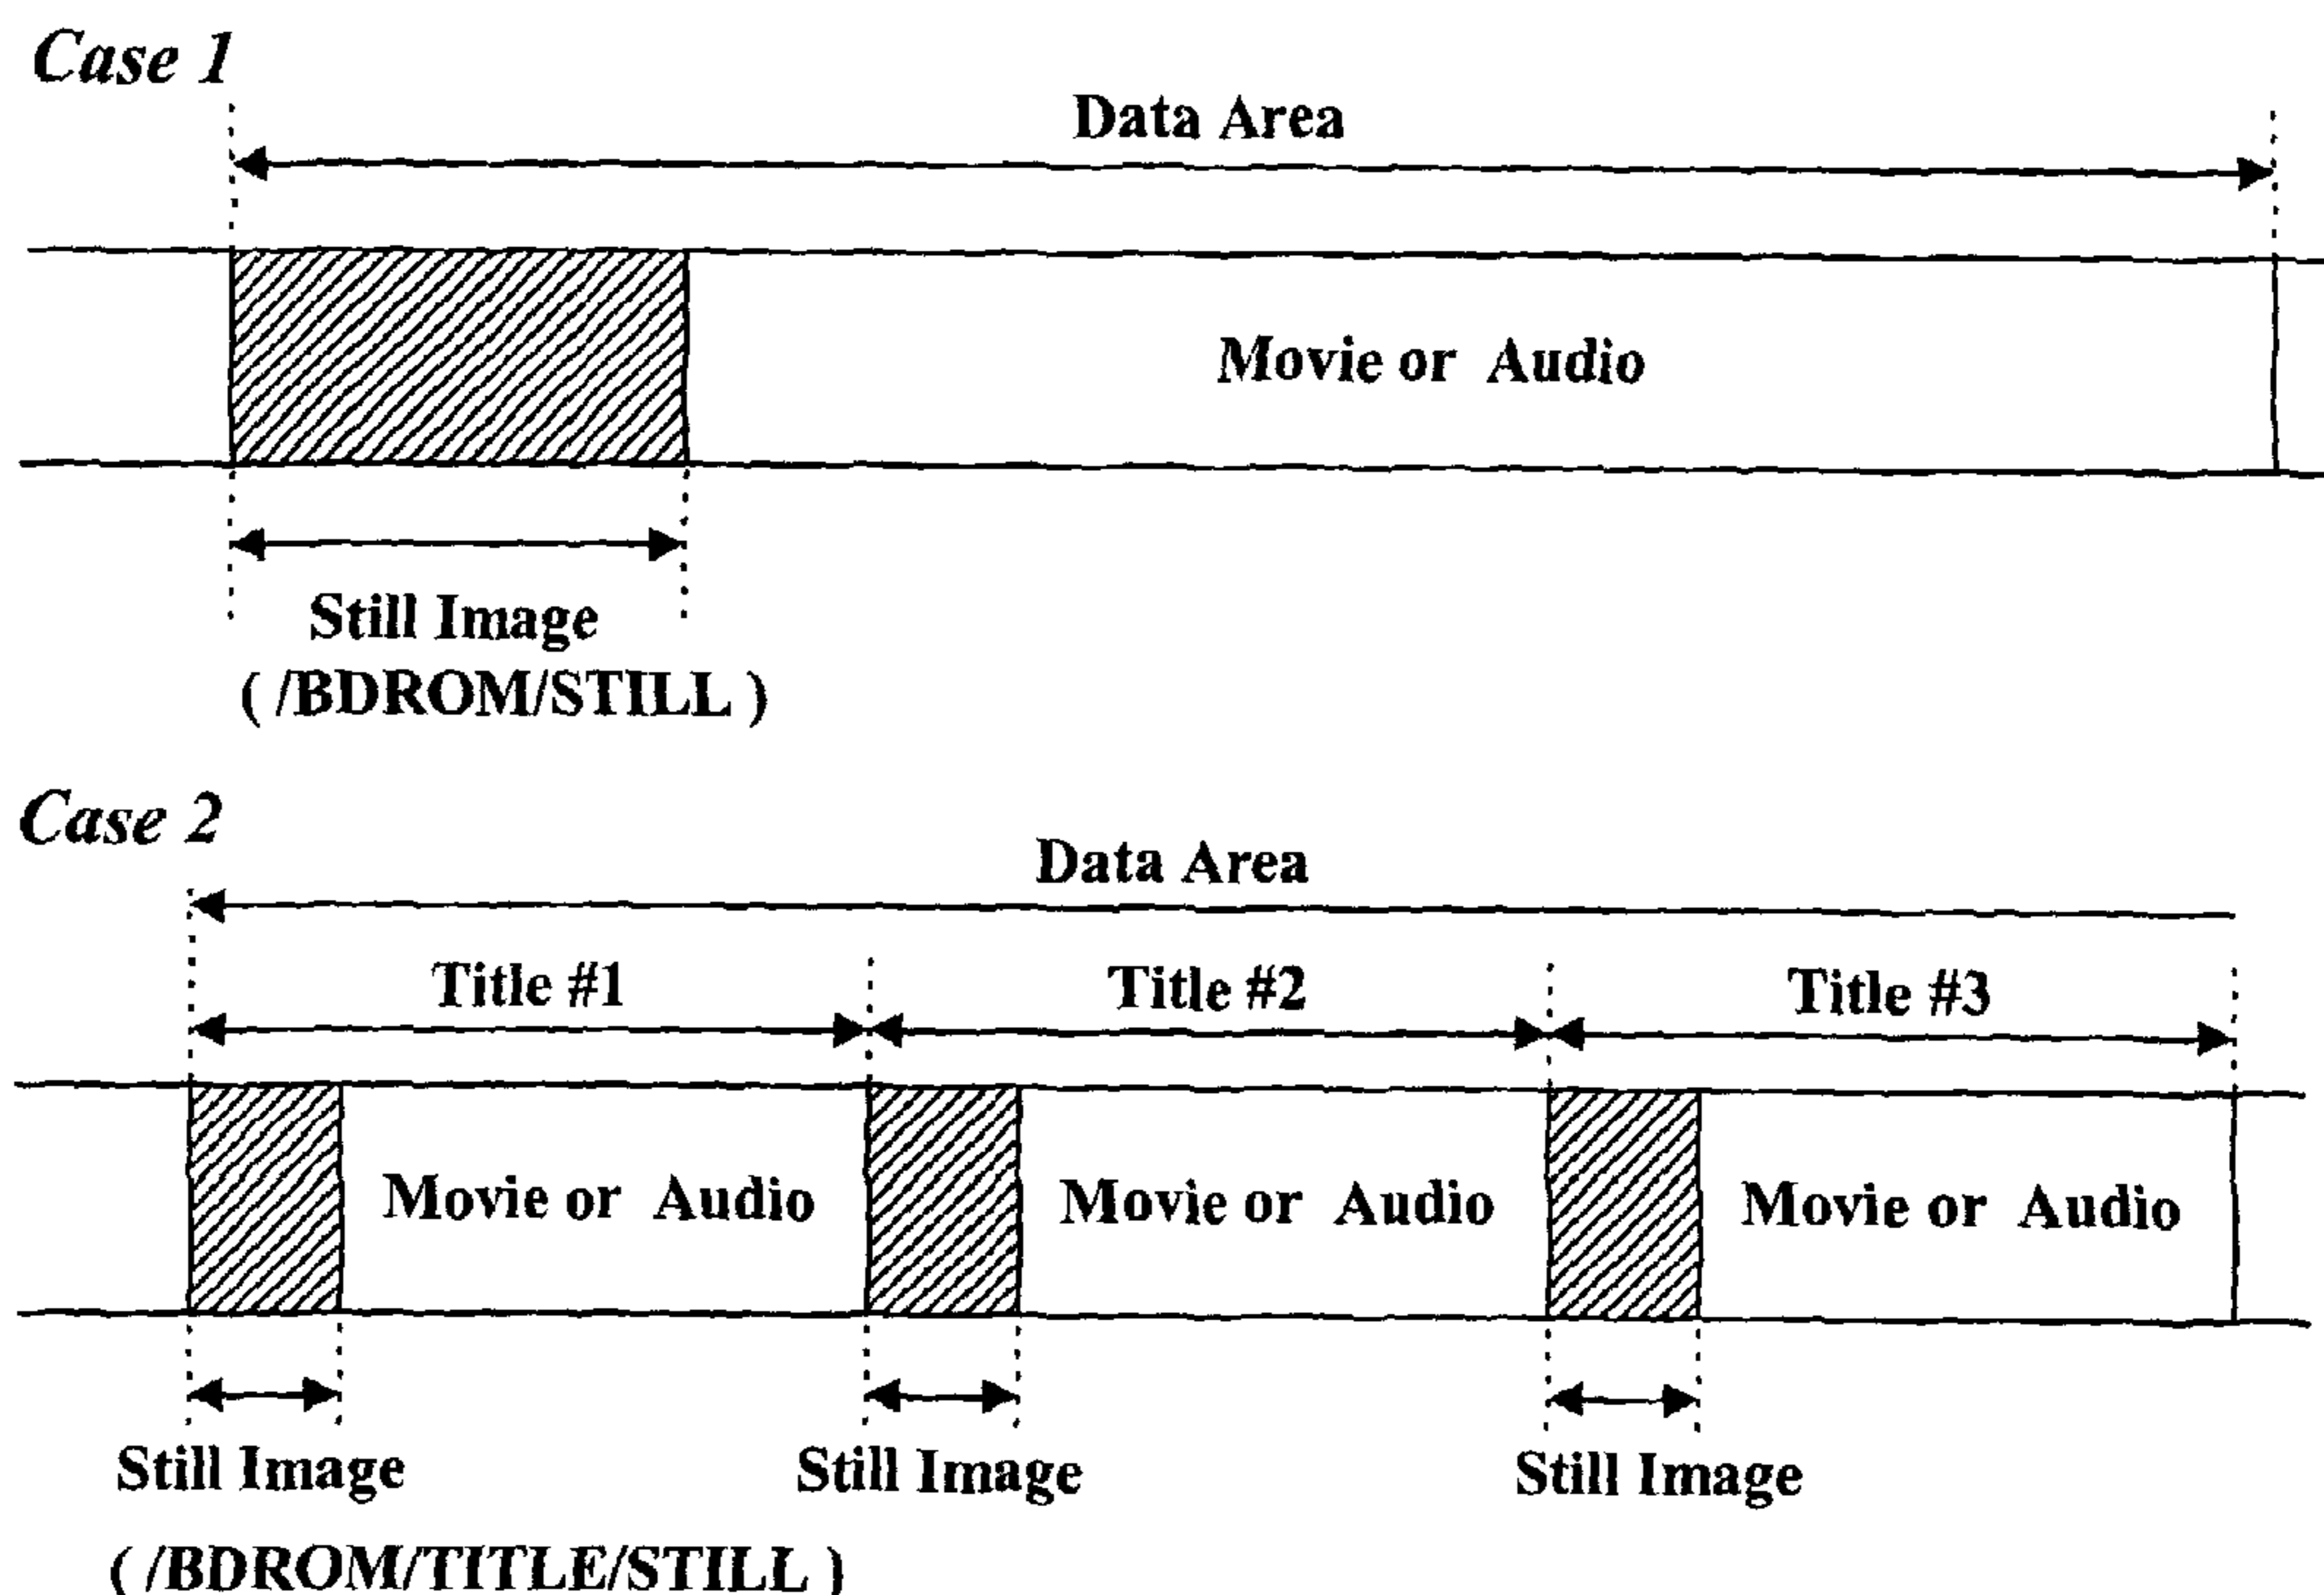 Case 1
Data Area
Movie or Audio
Still Image
( /BDROM/STILL )
Case 2
Data Area
Title #1
Title #2
Title #3
Movie or Audio
Movie or Audio
Movie or Audio
Still Image
Still Image
Still Image
( /BDROM/TITLE/STILL )